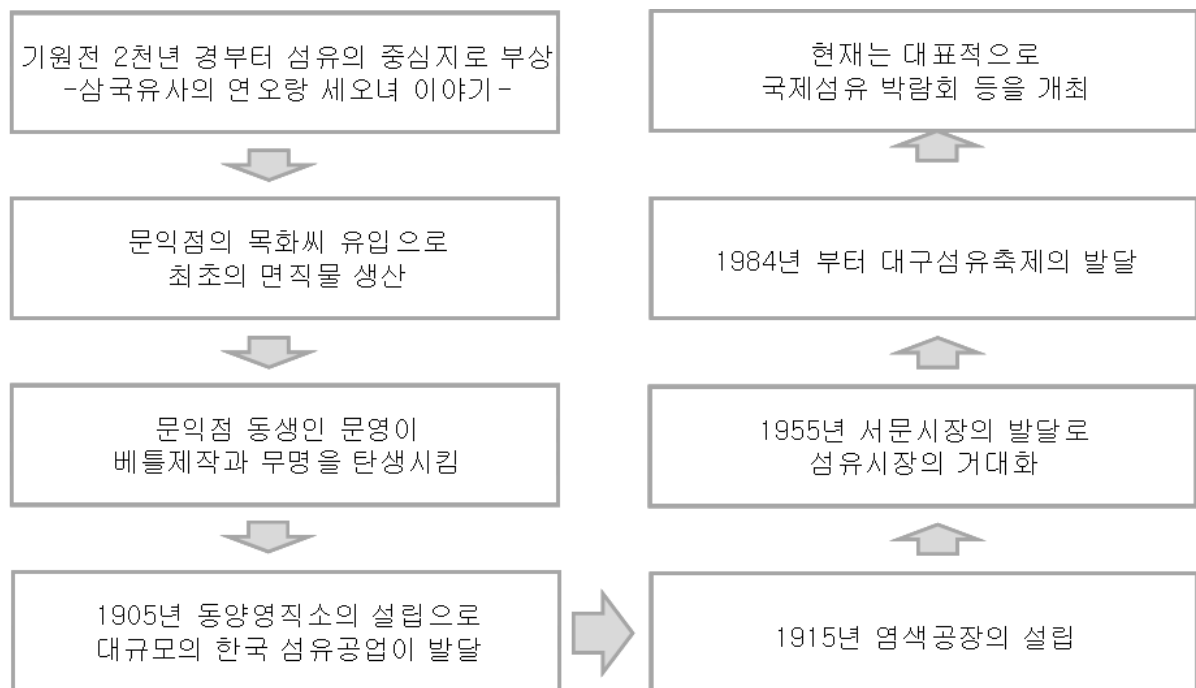 기원전 2천년 경부터 섬유의 중심지로 부상
-삼국유사의 연오랑 세오녀 이야기-
문익점의 목화씨 유입으로
최초의 면직물 생산
문익점 동생인 문영이
베틀제작과 무명을 탄생시킴
1905년 동양영직소의 설립으로
대규모의 한국 섬유공업이 발달
1915년 염색공장의 설립
1955년 서문시장의 발달로
섬유시장의 거대화
1984년 부터 대구섬유축제의 발달
현재는 대표적으로
국제섬유 박람회 등을 개최